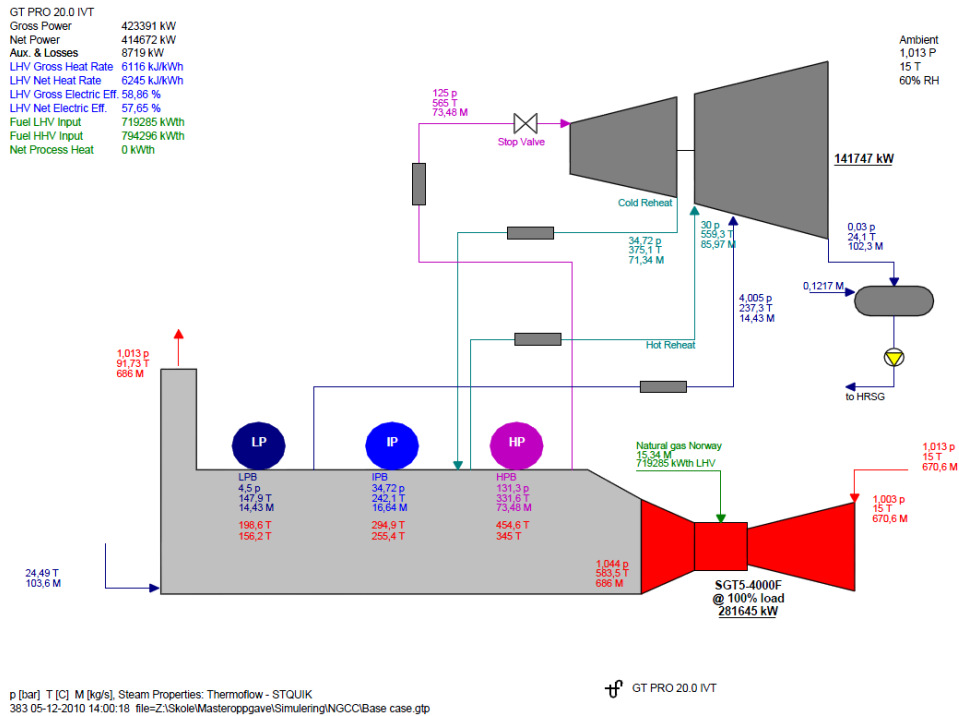 GT PRO 20.0 IVT
Gross Power 423391 kW
Net Power 414672 kW
Aux. & Losses 8719 kW
LHV Gross Heat Rate 6116 kJ/kWh
LHV Net Heat Rate 6245 kJ/kWh
LHV Gross Electric Eff. 58,86 %
LHV Net Electric Eff. 57,65 %
Fuel LHV Input 719285 kWth
Fuel HHV Input 794296 kWth
Net Process Heat 0 kWth
Ambient
1,013 P
15 T
60% RH
125 p
565 T
73,48 M
Stop Valve
141747 kW
Cold Reheat
34,72 p
375,1 T
71,34 M
30 p
559,3 T
85,97 M
0,03 p
24,1 T
102,3 M
0,1217 M
4,005 p
237,3 T
14,43 M
Hot Reheat
to HRSG
1,013 p
91,73 T
686 M
LP
IP
HP
LPB
4,5 p
147,9 T
14,43 M
198,6 T
156,2 T
IPB
34,72 p
242,1 T
16,64 M
294,9 T
255,4 T
HPB
131,3 p
331,6 T
73,48 M
454,6 T
345 T
Natural gas Norway
15,34 M
719285 kWth LHV
1,013 p
15 T
670,6 M
1,003 p
15 T
670,6 M
1,044 p
583,5 T
686 M
24,49 T
103,6 M
SGT5-4000F
@ 100% load
281645 kW
GT PRO 20.0 IVT
p [bar] T [C] M [kg/s], Steam Properties: Thermoflow - STQUIK
383 05-12-2010 14:00:18 file=Z:\Skole\Masteroppgave\Simulering\NGCC\Base case.gtp